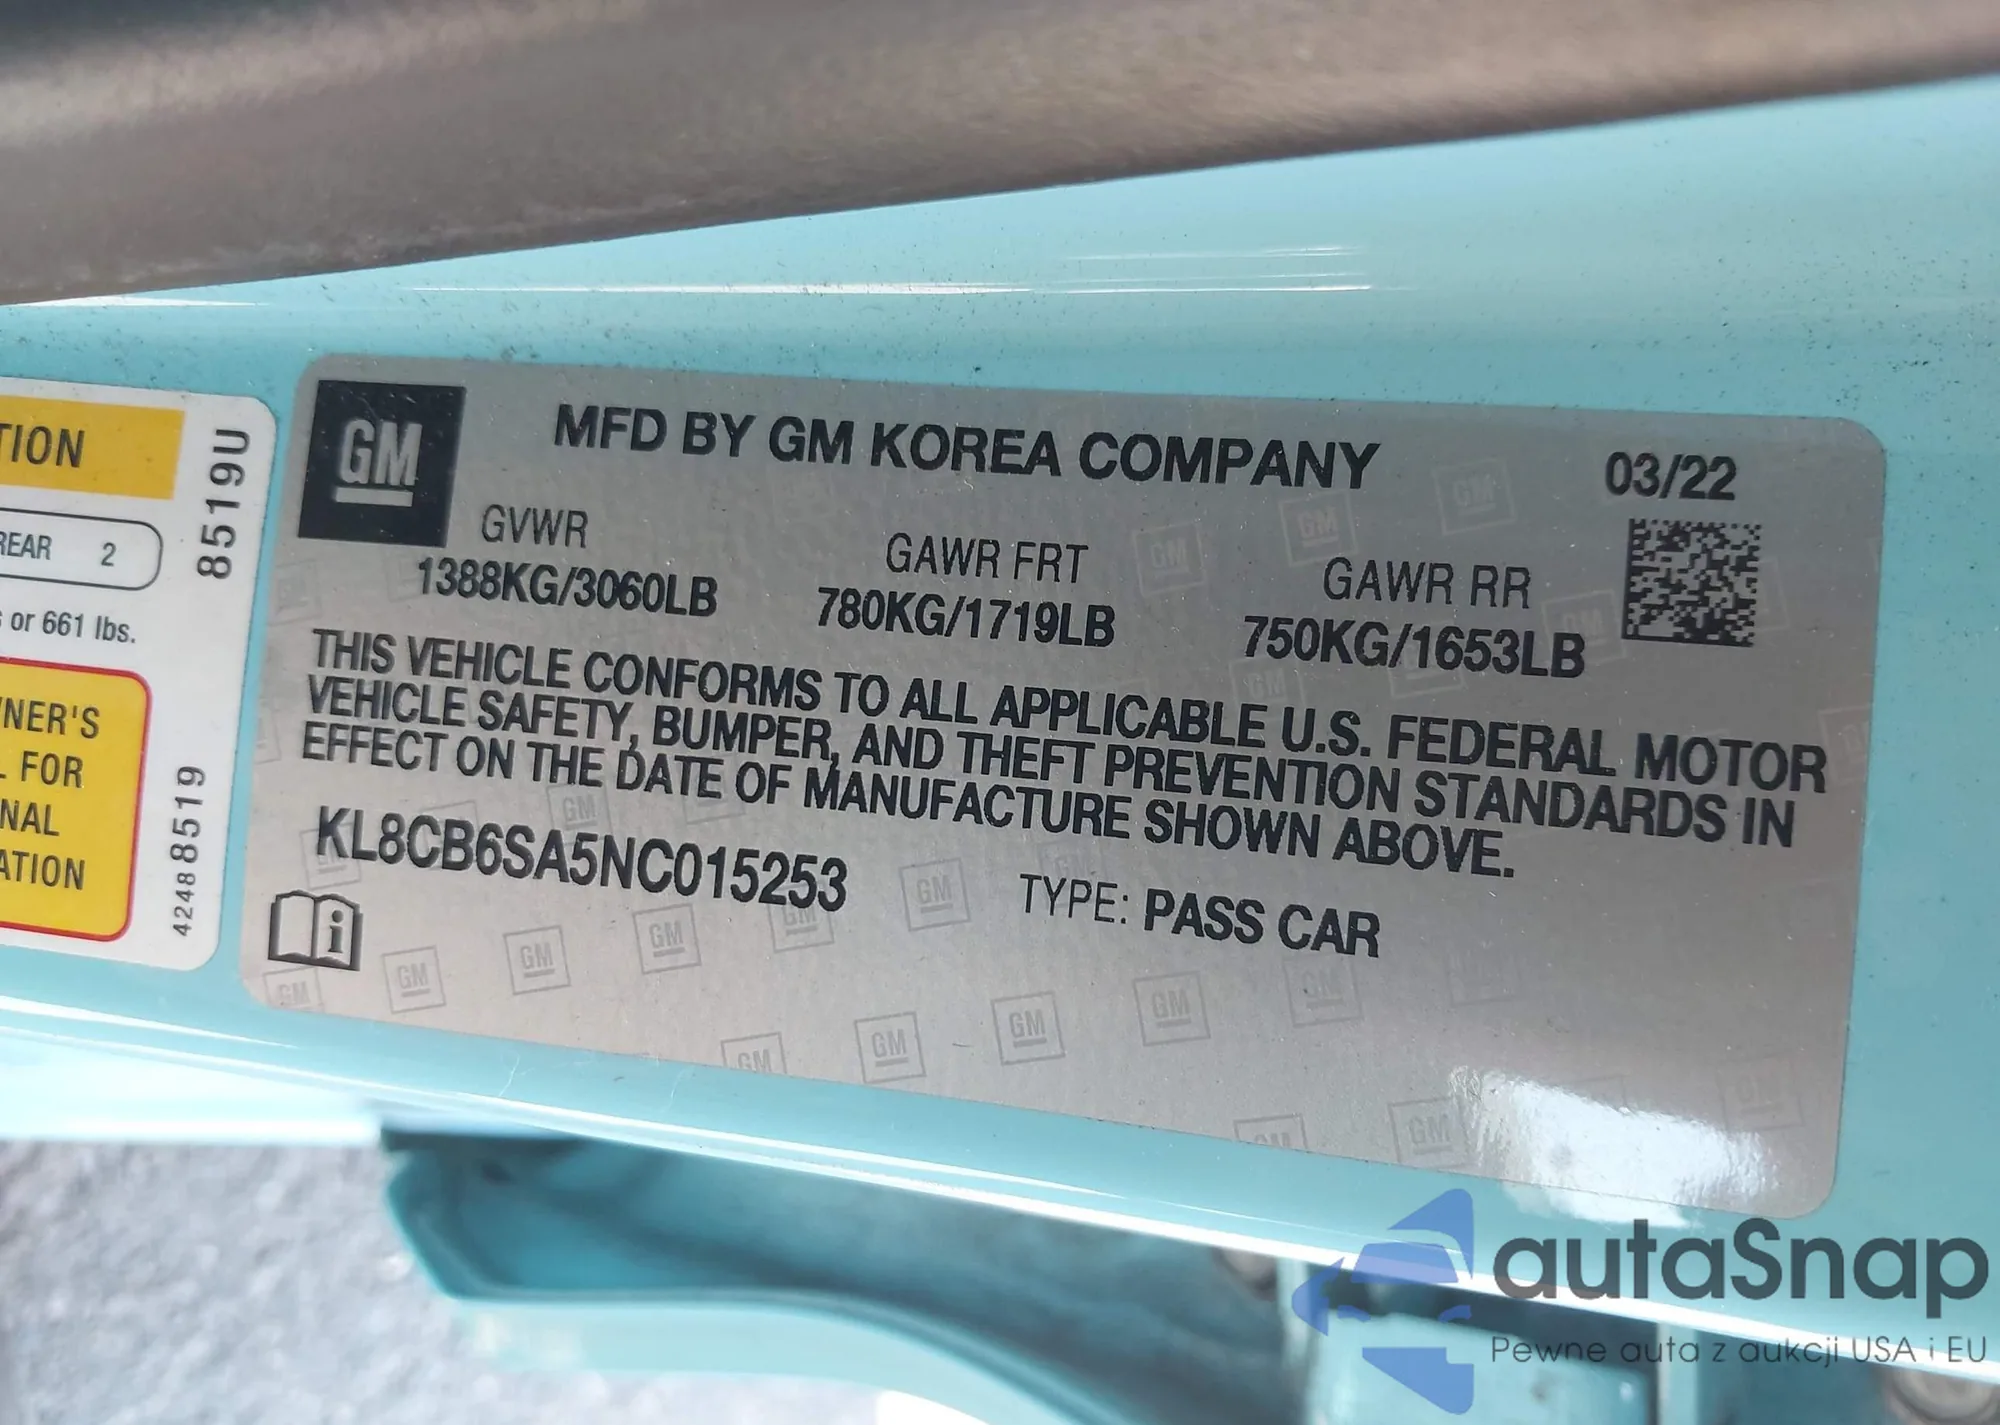 TION
REAR 2
or 661 lbs.
NER'S
FOR
NAL
ATION
8519U
42488519
GM
MFD BY GM KOREA COMPANY
03/22
GVWR
1388KG/3060LB
GAWR FRT
780KG/1719LB
GAWR RR
750KG/1653LB
THIS VEHICLE CONFORMS TO ALL APPLICABLE U.S. FEDERAL MOTOR
VEHICLE SAFETY, BUMPER, AND THEFT PREVENTION STANDARDS IN
EFFECT ON THE DATE OF MANUFACTURE SHOWN ABOVE.
KL8CB6SA5NC015253
TYPE: PASS CAR
autaSnap
Pewne auta z aukcji USA i EU